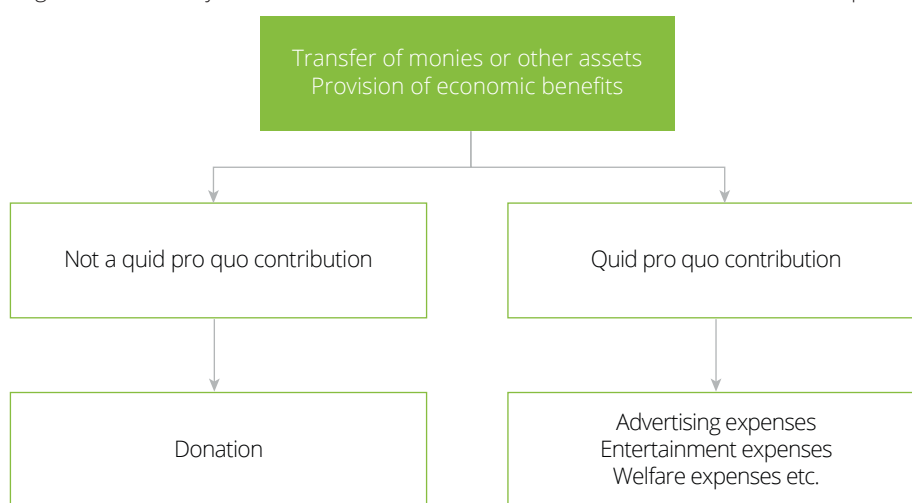 Transfer of monies or other assets
Provision of economic benefits
Not a quid pro quo contribution
Quid pro quo contribution
Donation
Advertising expenses
Entertainment expenses
Welfare expenses etc.